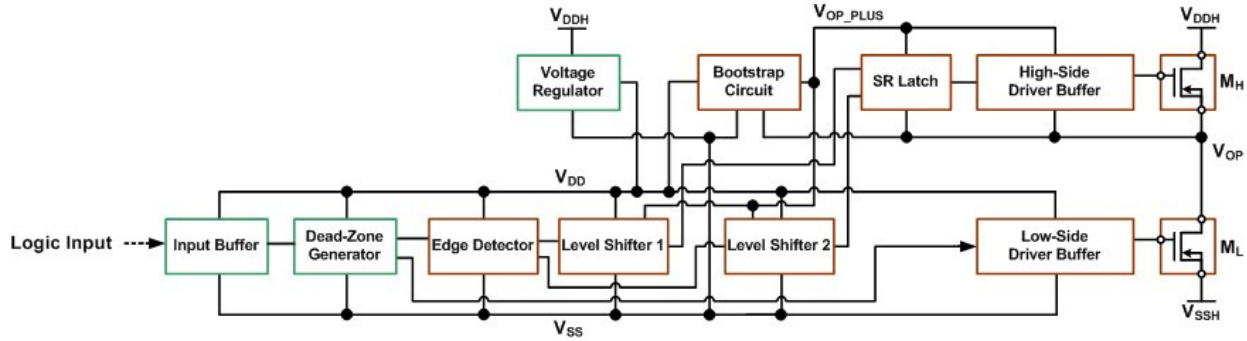 V_OP_PLUS
V_DDH
V_DDH
Voltage
Regulator
Bootstrap
Circuit
SR Latch
High-Side
Driver Buffer
M_H
V_OP
V_DD
Logic Input
Input Buffer
Dead-Zone
Generator
Edge Detector
Level Shifter 1
Level Shifter 2
Low-Side
Driver Buffer
M_L
V_SS
V_SSH